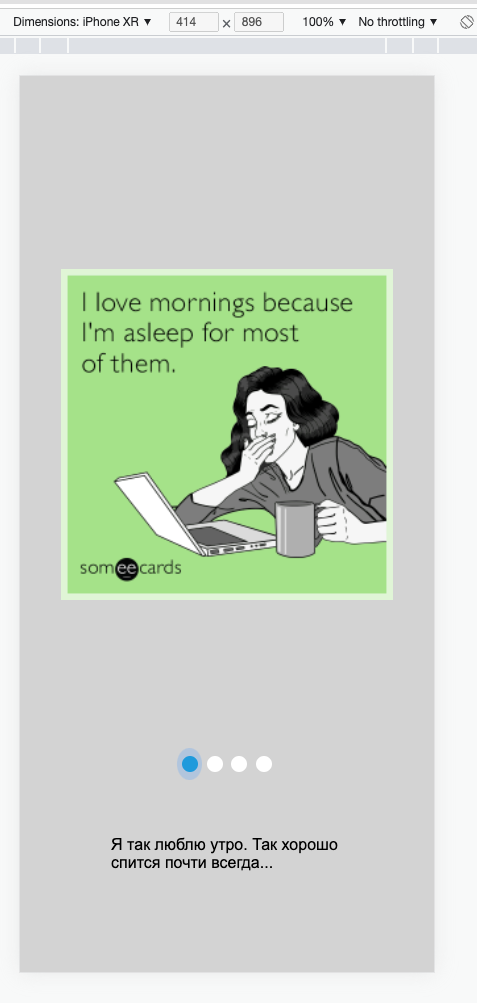 Dimensions: iPhone XR ▼ 414 x 896 100% ▼ No throttling ▼
I love mornings because
I'm asleep for most
of them.
someecards
Я так люблю утро. Так хорошо
спится почти всегда...